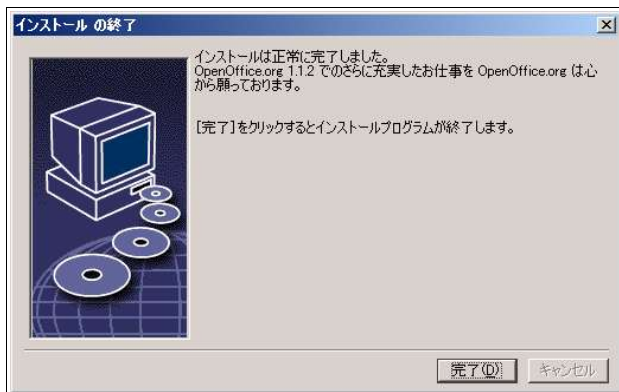 インストール の終了
インストールは正常に完了しました。
OpenOffice.org 1.1.2 でのさらに充実したお仕事を OpenOffice.org は心
から願っております。
[完了]をクリックするとインストールプログラムが終了します。
完了(D)
キャンセル